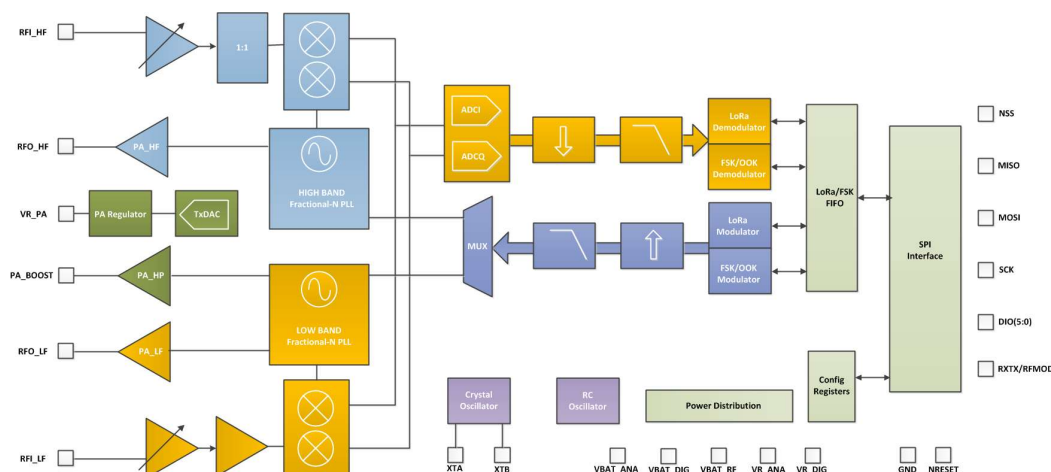 RFI_HF
1:1
ADCI
ADCQ
LoRa
Demodulator
FSK/OOK
Demodulator
LoRa/FSK
FIFO
NSS
RFO_HF
PA_HF
HIGH BAND
Fractional-N PLL
MISO
VR_PA
PA Regulator
TxDAC
MUX
LoRa
Modulator
FSK/OOK
Modulator
SPI
Interface
MOSI
PA_BOOST
PA_HP
SCK
LOW BAND
Fractional-N PLL
DIO(5:0)
RFO_LF
PA_LF
RXTX/RFMOD
Crystal
Oscillator
RC
Oscillator
Power Distribution
Config
Registers
RFI_LF
XTA
XTB
VBAT_ANA
VBAT_DIG
VBAT_RF
VR_ANA
VR_DIG
GND
NRESET